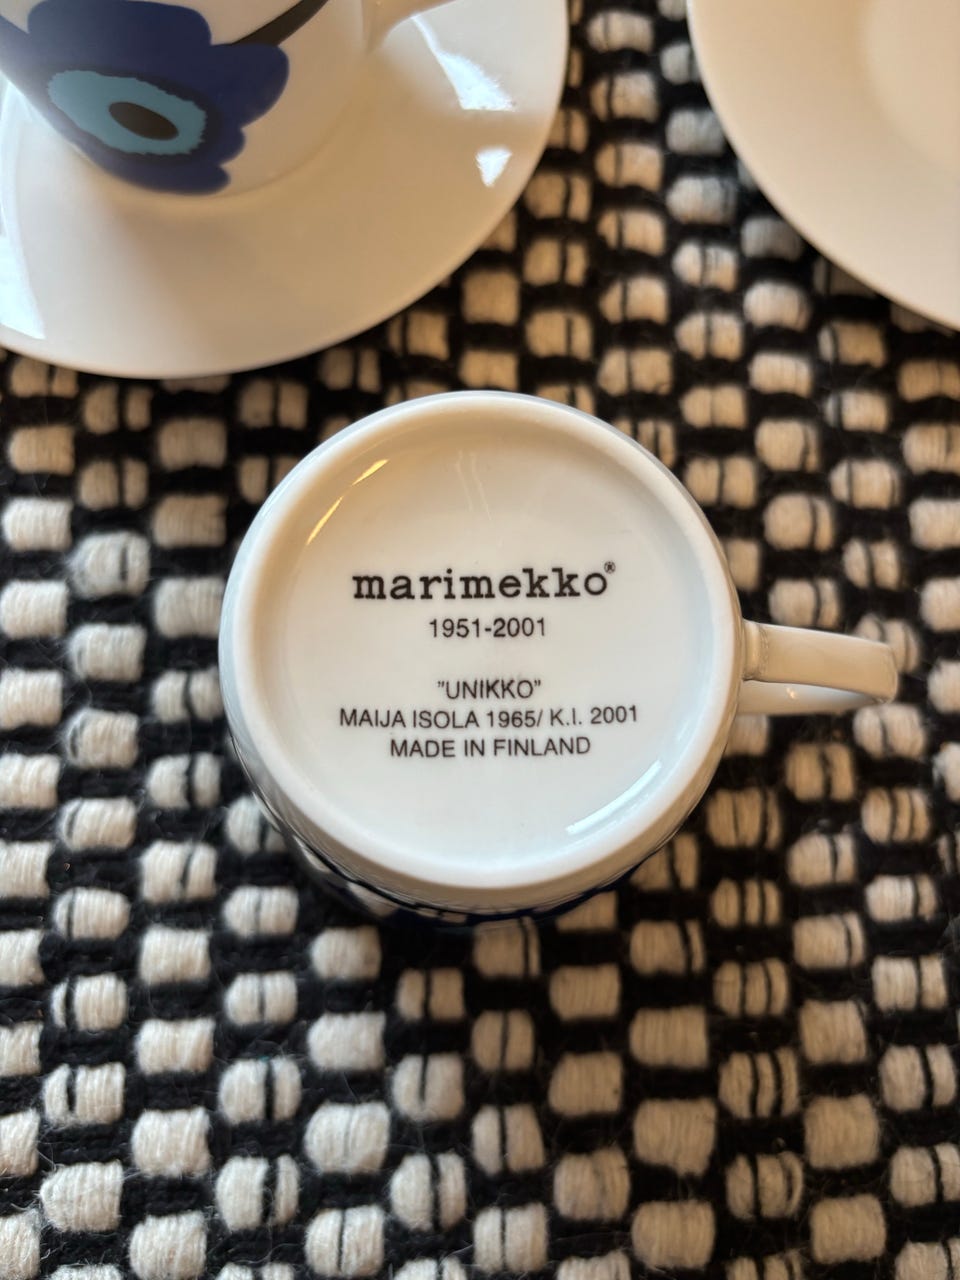 marimekko®
1951-2001
"UNIKKO"
MAIJA ISOLA 1965/ K.I. 2001
MADE IN FINLAND